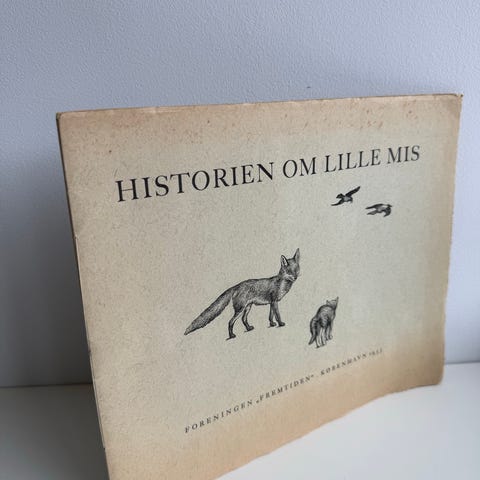 HISTORIEN OM LILLE MIS
FORENINGEN „FREMTIDEN“ . KØBENHAVN